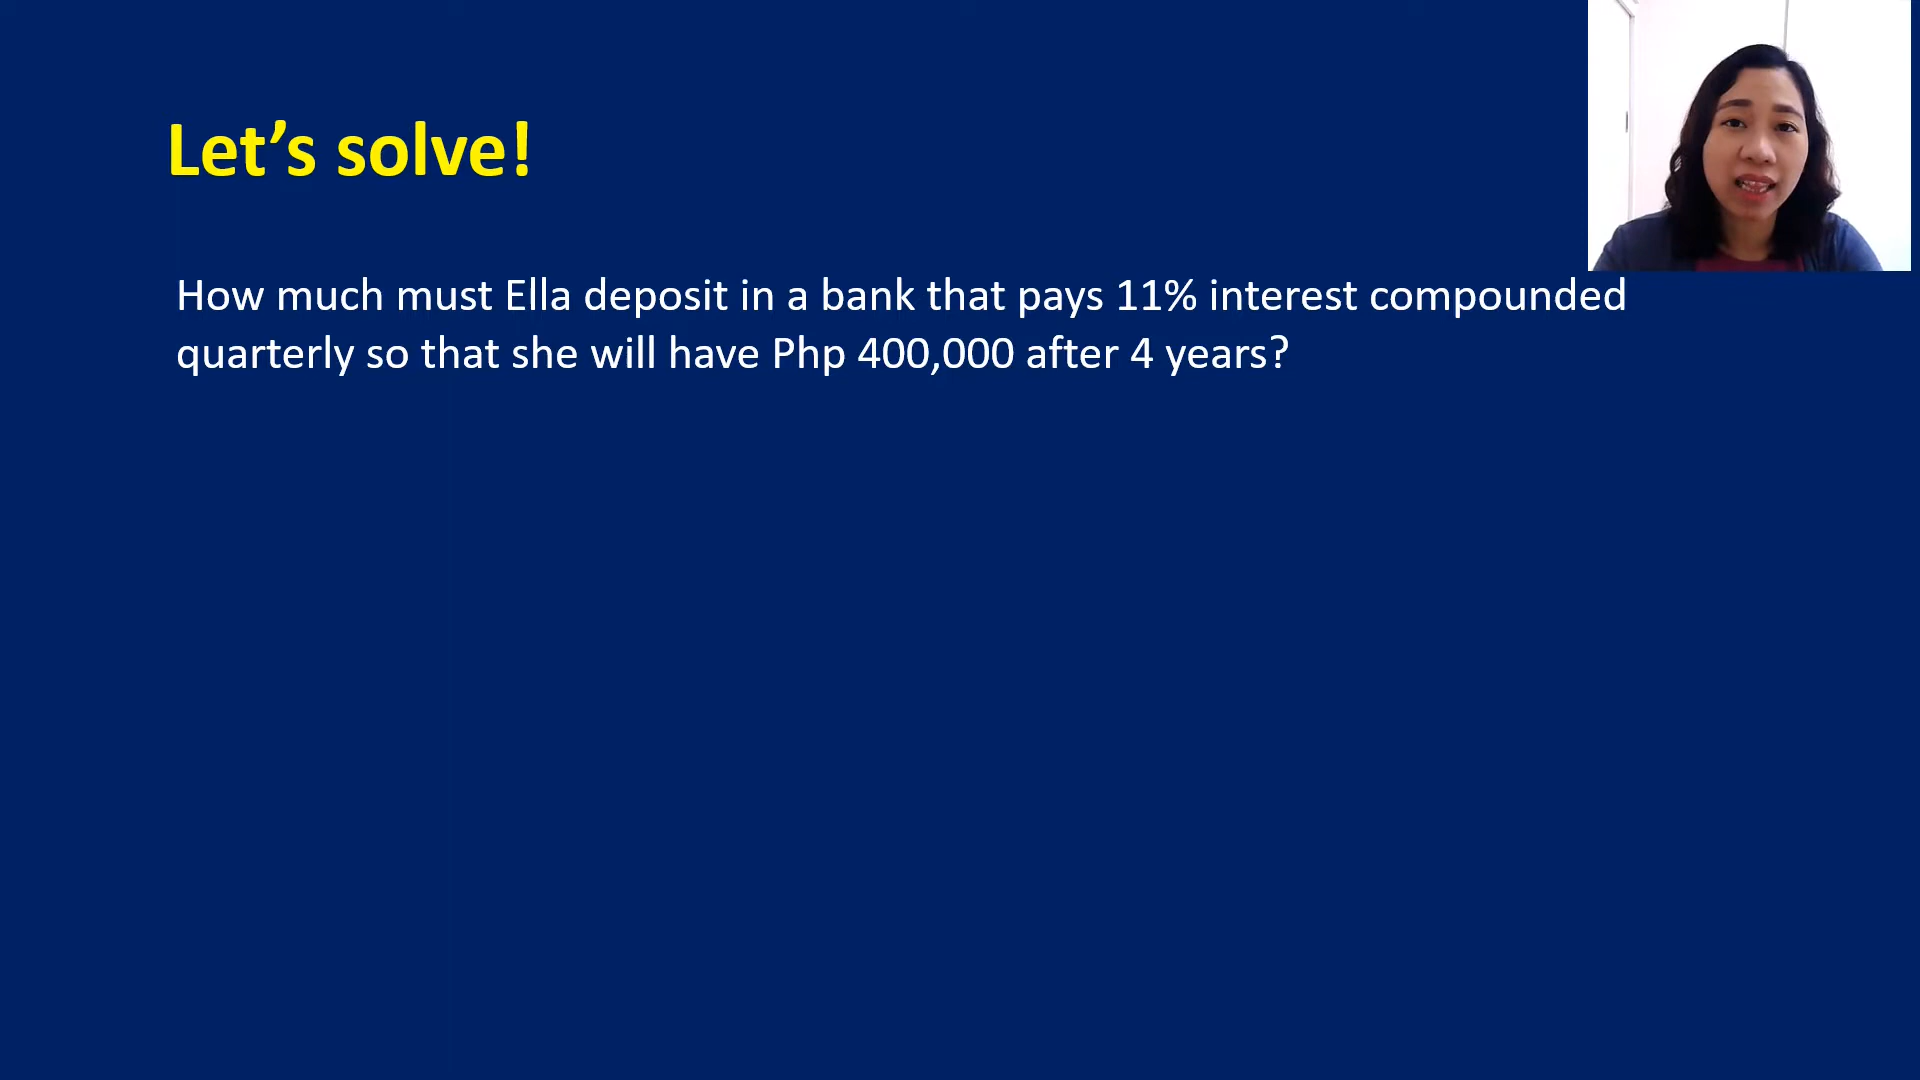 Let’s solve!
How much must Ella deposit in a bank that pays 11% interest compounded
quarterly so that she will have Php 400,000 after 4 years?